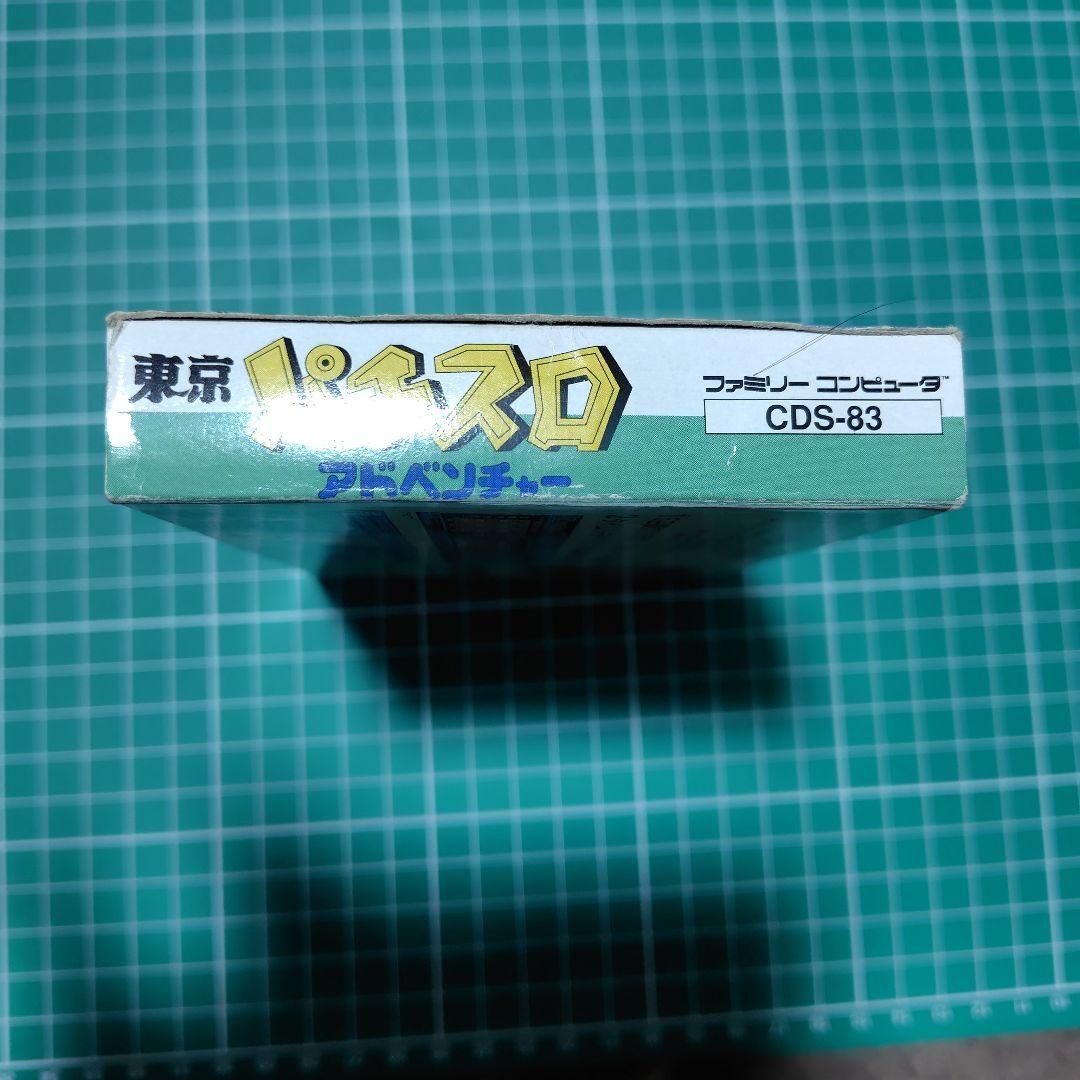 東京 パチスロ
アドベンチャー
ファミリー コンピュータ™
CDS-83